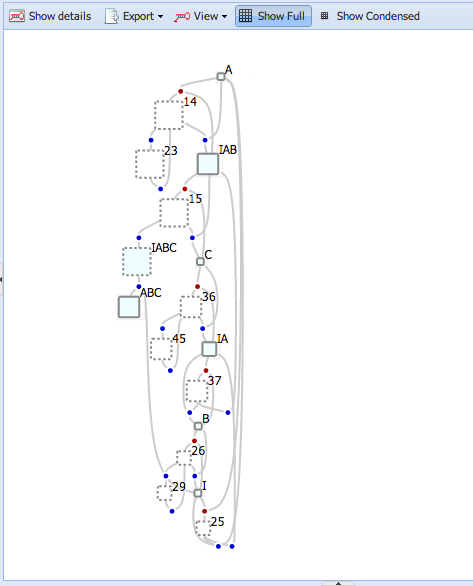 Show details Export View Show Full Show Condensed
A
14
23
IAB
15
IABC
C
ABC
36
45
IA
37
B
26
29
I
25